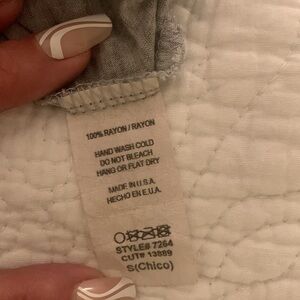 100% RAYON / RAYON
HAND WASH COLD
DO NOT BLEACH
HANG OR FLAT DRY
MADE IN U.S.A.
HECHO EN E.U.A.
STYLE# 7264
CUT# 13889
S(Chico)